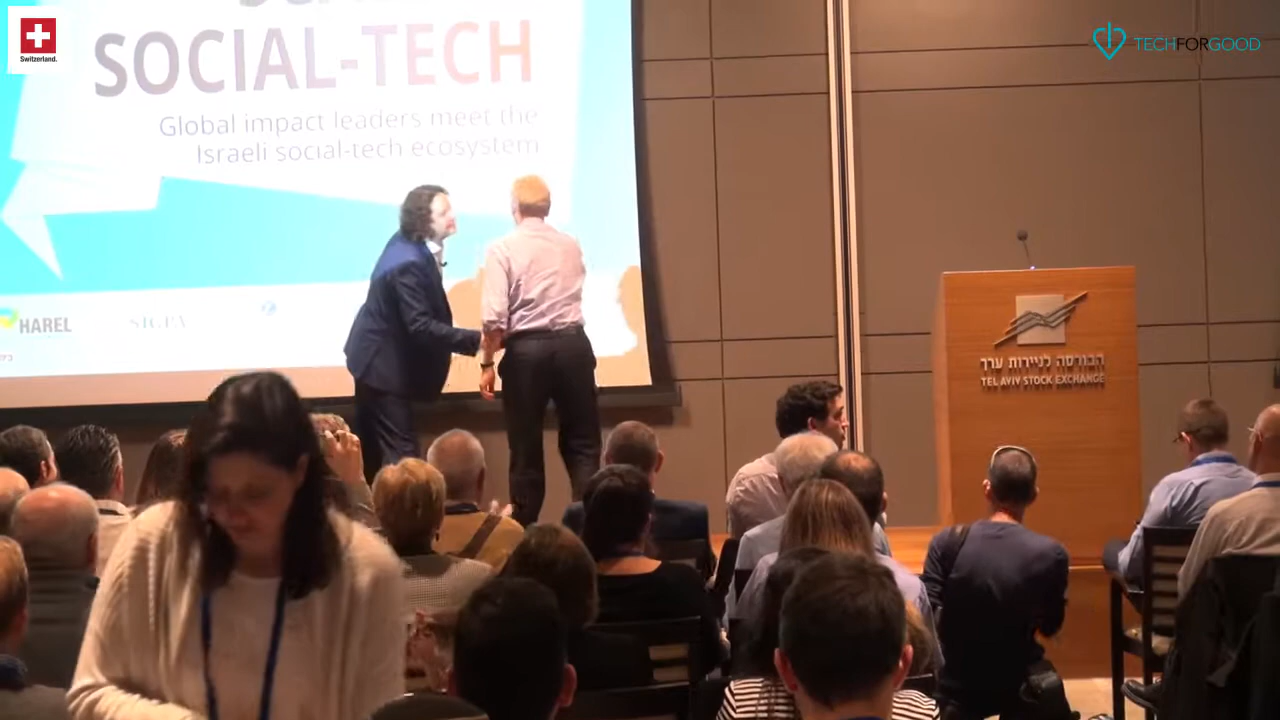 Switzerland.
TECHFORGOOD
SOCIAL-TECH
Global impact leaders meet the
Israeli social-tech ecosystem
HAREL
הבורסה לניירות ערך
TEL AVIV STOCK EXCHANGE